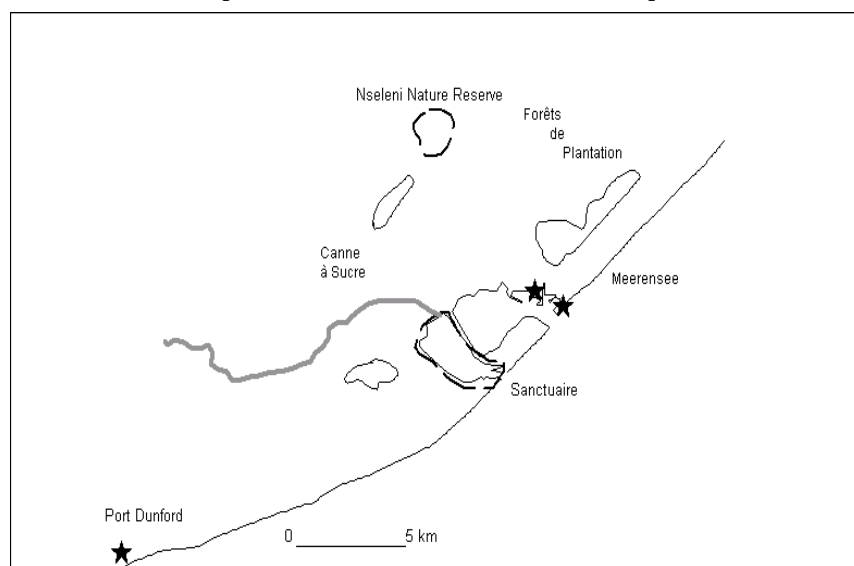 Nseleni Nature Reserve
Forêts
de
Plantation
Canne
à Sucre
Meerensee
Sanctuaire
Port Dunford
0 5 km